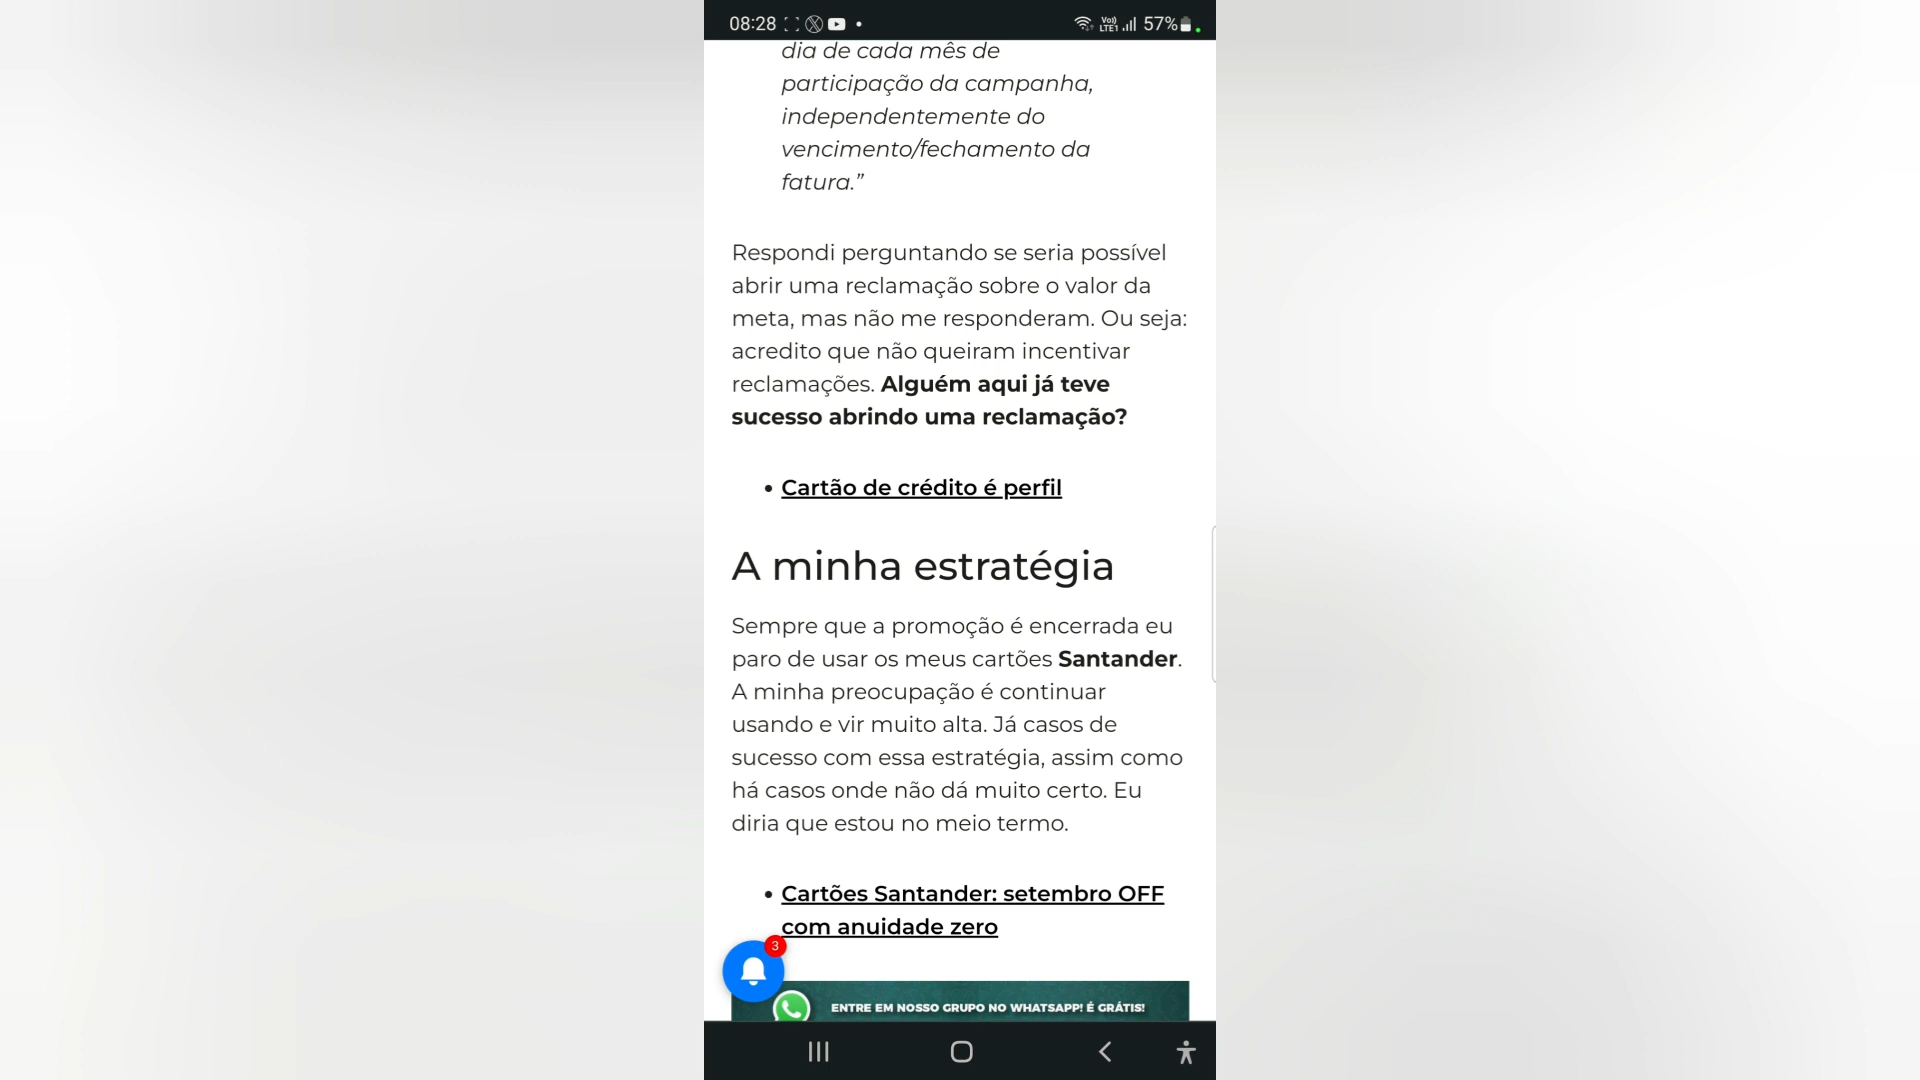 08:28
Vo))
LTE1
57%
dia de cada mês de
participação da campanha,
independentemente do
vencimento/fechamento da
fatura.”
Respondi perguntando se seria possível
abrir uma reclamação sobre o valor da
meta, mas não me responderam. Ou seja:
acredito que não queiram incentivar
reclamações. Alguém aqui já teve
sucesso abrindo uma reclamação?
• Cartão de crédito é perfil
A minha estratégia
Sempre que a promoção é encerrada eu
paro de usar os meus cartões Santander.
A minha preocupação é continuar
usando e vir muito alta. Já casos de
sucesso com essa estratégia, assim como
há casos onde não dá muito certo. Eu
diria que estou no meio termo.
• Cartões Santander: setembro OFF
com anuidade zero
3
ENTRE EM NOSSO GRUPO NO WHATSAPP! É GRÁTIS!